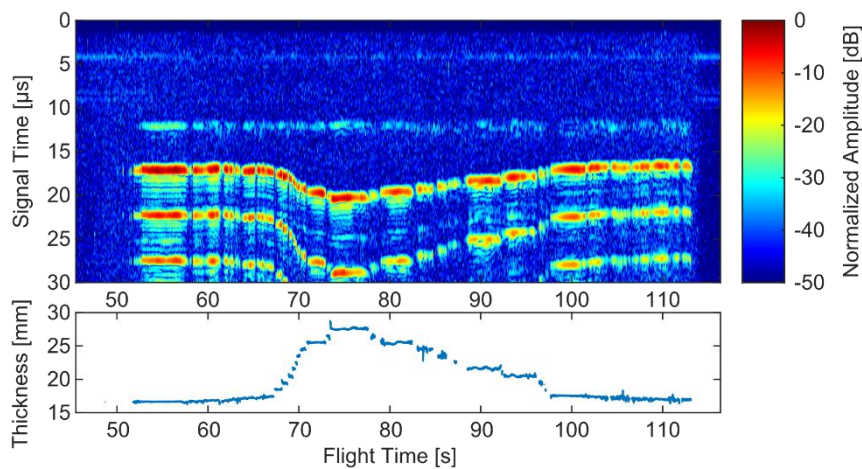 0
5
10
15
20
25
30
Signal Time [µs]
50 60 70 80 90 100 110
0
-10
-20
-30
-40
-50
Normalized Amplitude [dB]
30
25
20
15
Thickness [mm]
50 60 70 80 90 100 110
Flight Time [s]